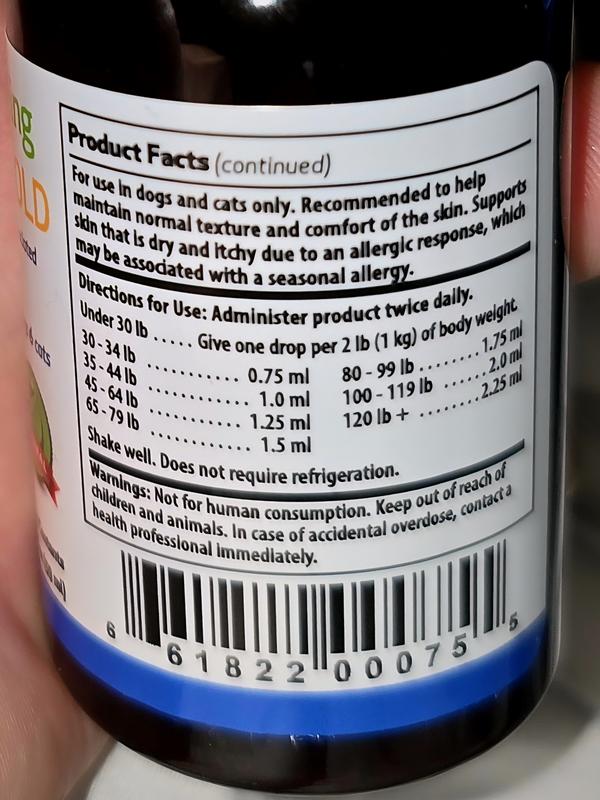 ng
OLD
Product Facts (continued)
For use in dogs and cats only. Recommended to help
maintain normal texture and comfort of the skin. Supports
skin that is dry and itchy due to an allergic response, which
may be associated with a seasonal allergy.
Directions for Use: Administer product twice daily.
Under 30 lb ..... Give one drop per 2 lb (1 kg) of body weight.
30 - 34 lb .......... 0.75 ml
35 - 44 lb .......... 1.0 ml
45 - 64 lb .......... 1.25 ml
65 - 79 lb .......... 1.5 ml
80 - 99 lb ........ 1.75 ml
100 - 119 lb ...... 2.0 ml
120 lb + ........ 2.25 ml
Shake well. Does not require refrigeration.
Warnings: Not for human consumption. Keep out of reach of
children and animals. In case of accidental overdose, contact a
health professional immediately.
cats
ml)
6 61822 00075 5